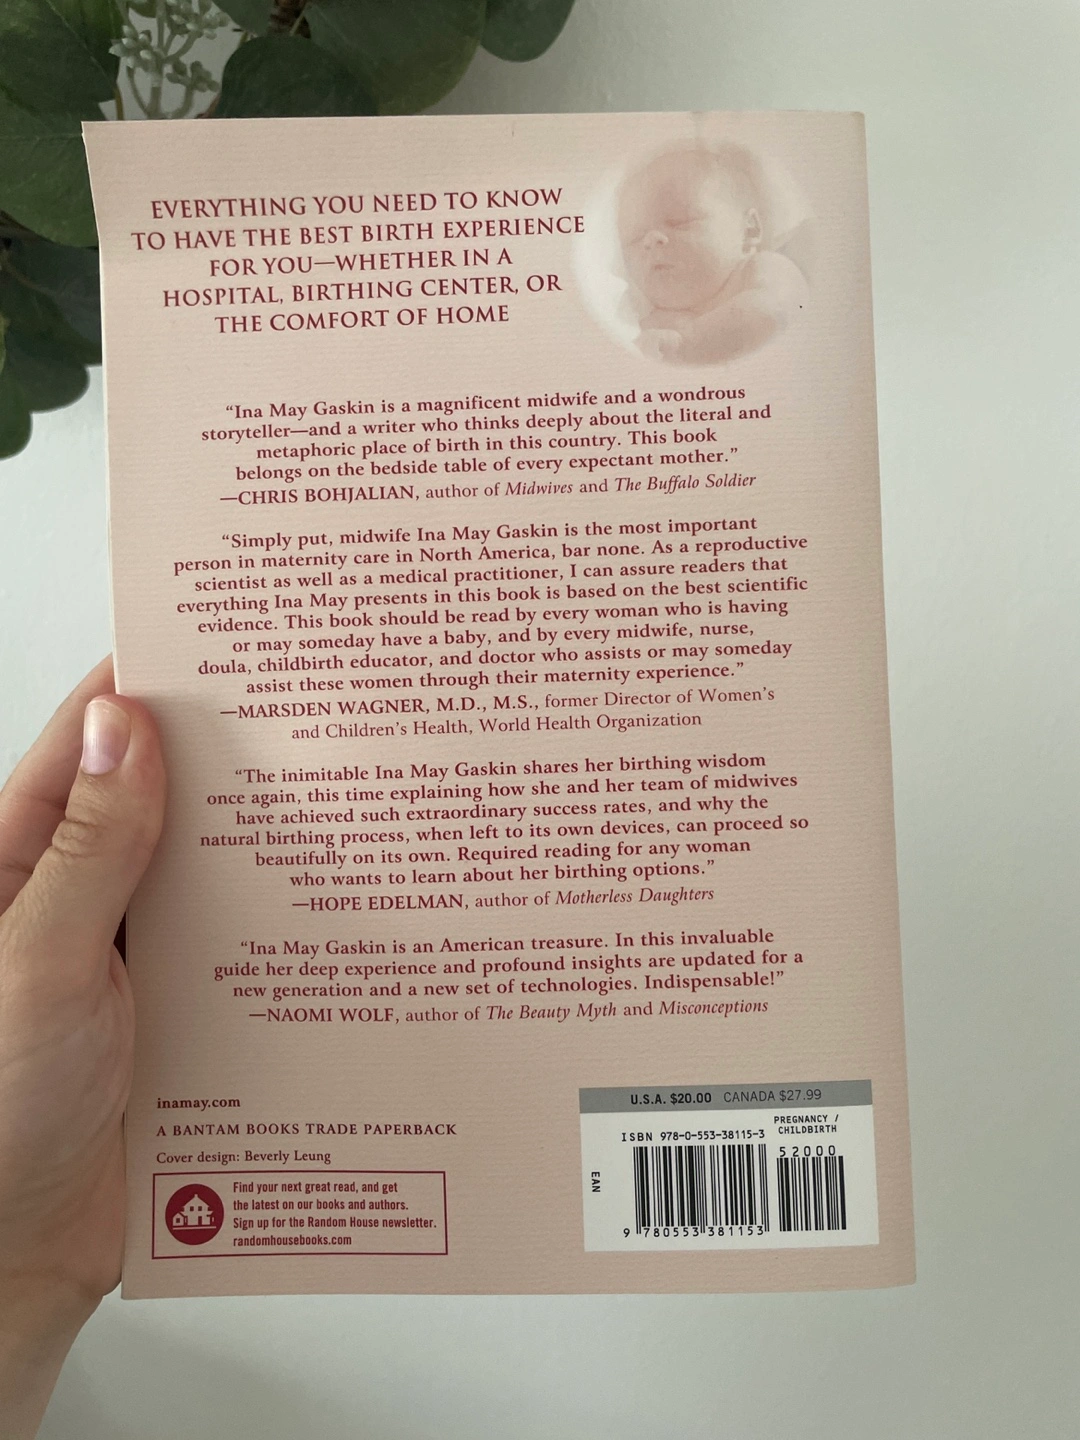 EVERYTHING YOU NEED TO KNOW
TO HAVE THE BEST BIRTH EXPERIENCE
FOR YOU—WHETHER IN A
HOSPITAL, BIRTHING CENTER, OR
THE COMFORT OF HOME
“Ina May Gaskin is a magnificent midwife and a wondrous
storyteller—and a writer who thinks deeply about the literal and
metaphoric place of birth in this country. This book
belongs on the bedside table of every expectant mother.”
—CHRIS BOHJALIAN, author of Midwives and The Buffalo Soldier
“Simply put, midwife Ina May Gaskin is the most important
person in maternity care in North America, bar none. As a reproductive
scientist as well as a medical practitioner, I can assure readers that
everything Ina May presents in this book is based on the best scientific
evidence. This book should be read by every woman who is having
or may someday have a baby, and by every midwife, nurse,
doula, childbirth educator, and doctor who assists or may someday
assist these women through their maternity experience.”
—MARSDEN WAGNER, M.D., M.S., former Director of Women’s
and Children’s Health, World Health Organization
“The inimitable Ina May Gaskin shares her birthing wisdom
once again, this time explaining how she and her team of midwives
have achieved such extraordinary success rates, and why the
natural birthing process, when left to its own devices, can proceed so
beautifully on its own. Required reading for any woman
who wants to learn about her birthing options.”
—HOPE EDELMAN, author of Motherless Daughters
“Ina May Gaskin is an American treasure. In this invaluable
guide her deep experience and profound insights are updated for a
new generation and a new set of technologies. Indispensable!”
—NAOMI WOLF, author of The Beauty Myth and Misconceptions
inamay.com
A BANTAM BOOKS TRADE PAPERBACK
Cover design: Beverly Leung
Find your next great read, and get
the latest on our books and authors.
Sign up for the Random House newsletter.
randomhousebooks.com
U.S.A. $20.00 CANADA $27.99
PREGNANCY /
CHILDBIRTH
ISBN 978-0-553-38115-3
52000
EAN
9 780553 381153